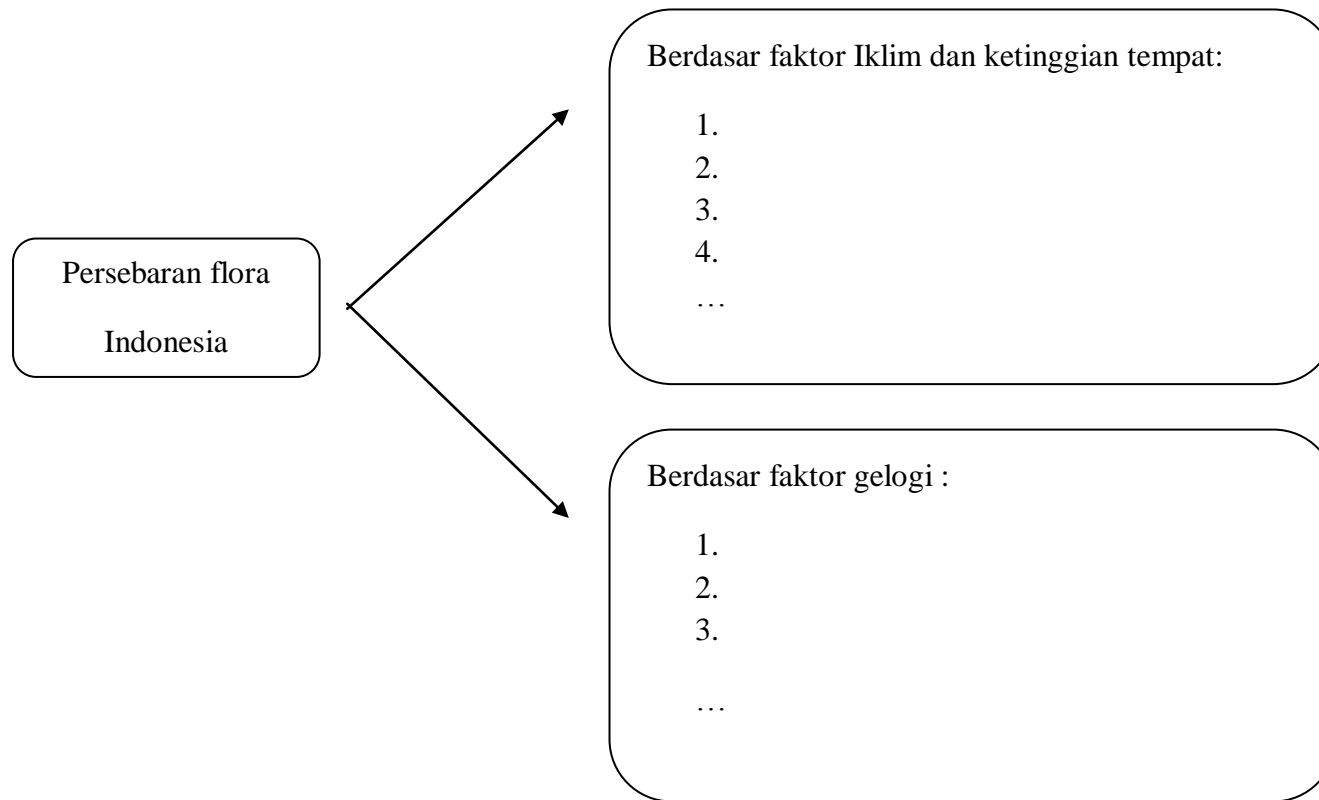 Persebaran flora
Indonesia
Berdasar faktor Iklim dan ketinggian tempat:
1.
2.
3.
4.
…
Berdasar faktor gelogi :
1.
2.
3.
…